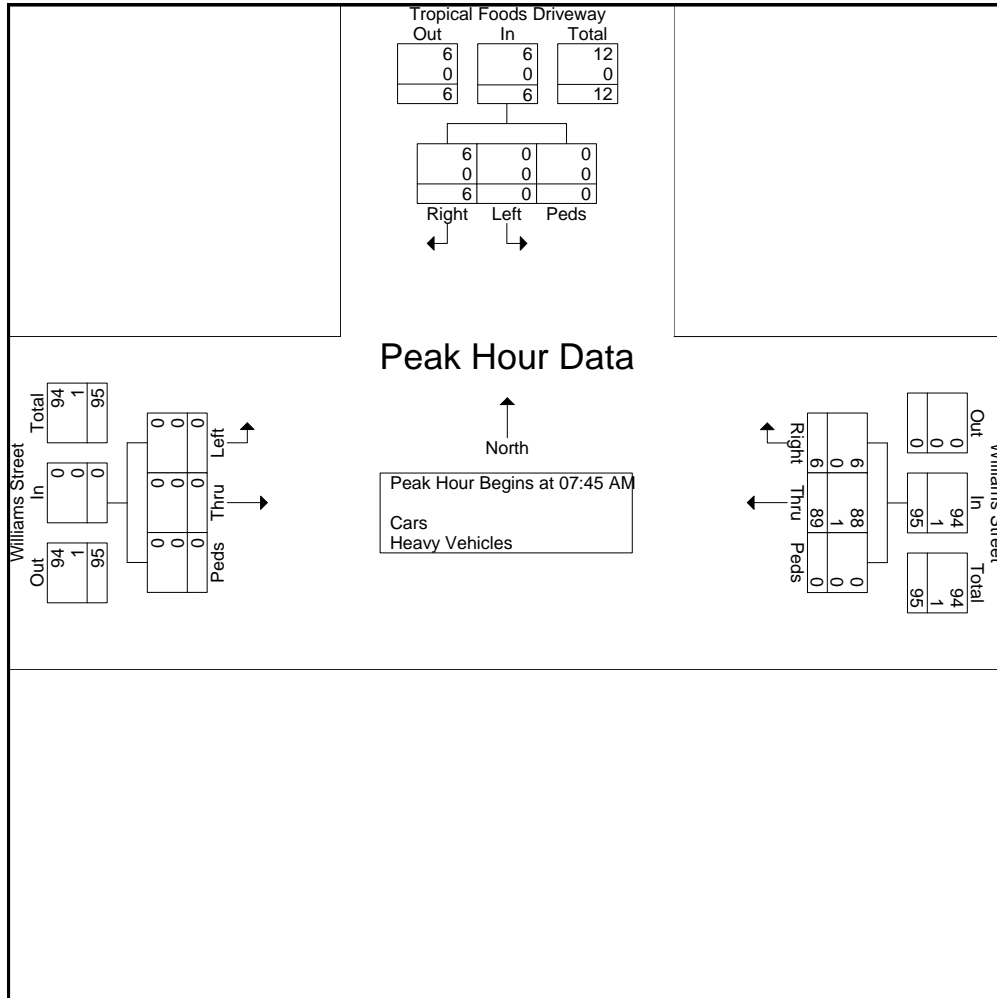 Tropical Foods Driveway
Out In Total
6 6 12
0 0 0
6 6 12
6 0 0
0 0 0
6 0 0
Right Left Peds
Peak Hour Data
North
Peak Hour Begins at 07:45 AM
Cars
Heavy Vehicles
Williams Street
Out In Total
94 0 94
1 0 1
95 0 95
Left Thru Peds
0 0 0
0 0 0
0 0 0
Williams Street
Out In Total
0 94 94
0 1 1
0 95 95
Right Thru Peds
6 88 0
0 1 0
6 89 0